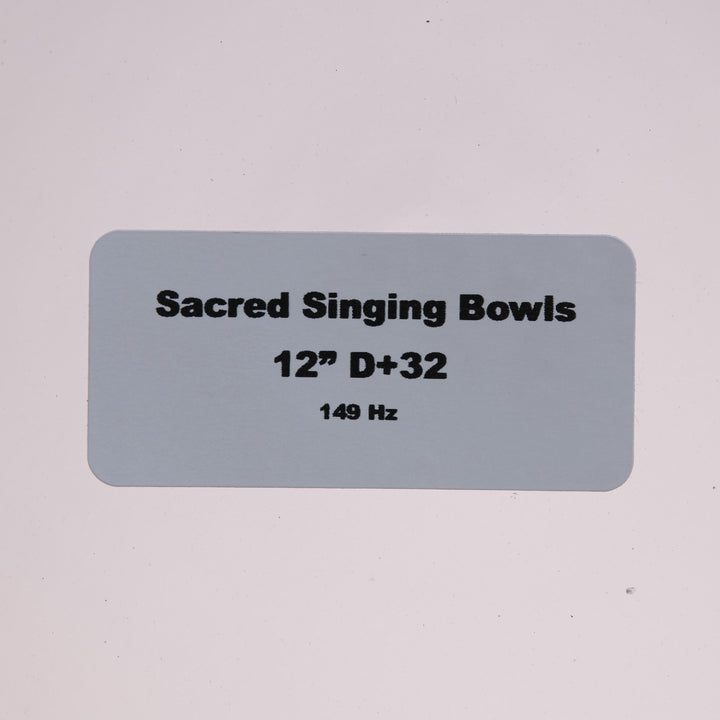 Sacred Singing Bowls
12” D+32
149 Hz